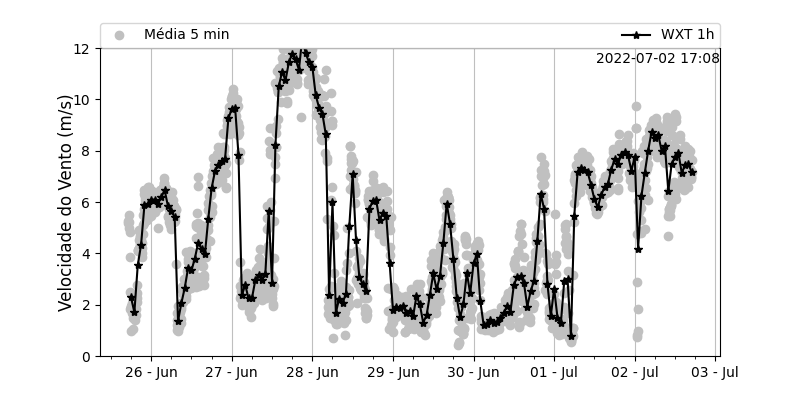 Média 5 min
WXT 1h
2022-07-02 17:08
Velocidade do Vento (m/s)
12
10
8
6
4
2
0
26 - Jun
27 - Jun
28 - Jun
29 - Jun
30 - Jun
01 - Jul
02 - Jul
03 - Jul